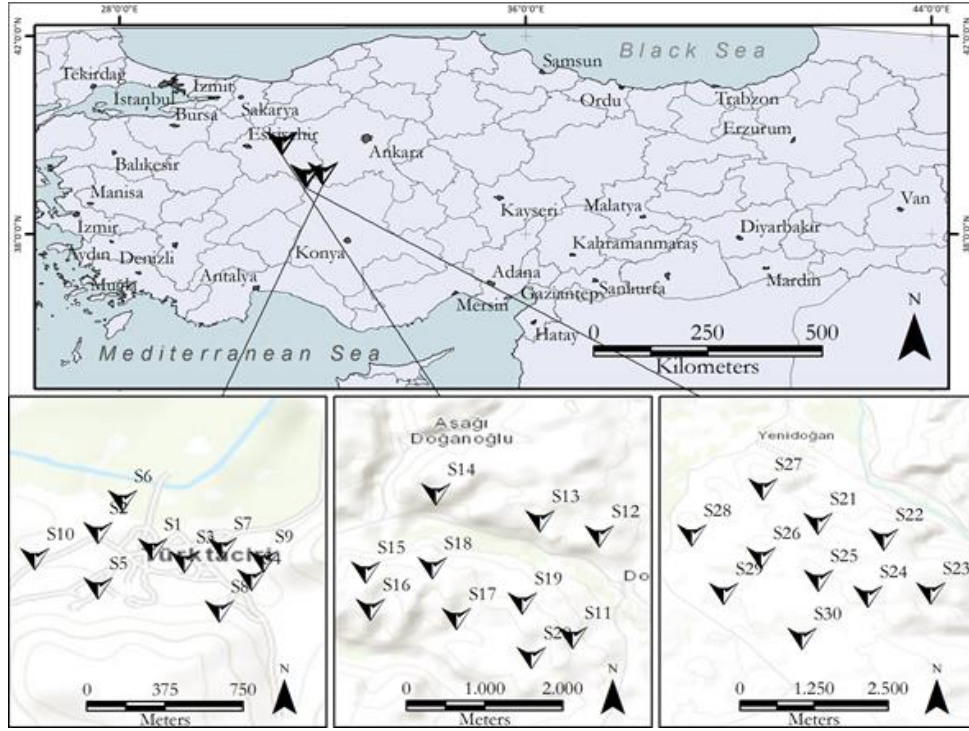 28°0'0"N 36°0'0"N 44°0'0"N
42°0'0"N 42°0'0"N
Black Sea
Samsun
Tekirdağ İzmit
İstanbul Sakarya Ordu Trabzon
Bursa
Eskişehir Ankara Erzurum
Balıkesir
Manisa Kayseri Malatya Van
İzmir Diyarbakir
38°0'0"N 38°0'0"N
Aydın Denizli Konya Kahramanmaraş
Muğla Antalya Adana Gaziantep Sanlıurfa Mardin
Mersin
Hatay
Mediterranean Sea
N
0 250 500
Kilometers
S6
S1 S7
S10 S3 S9
S5 S8
N
0 375 750
Meters
Aşağı
Doğanoğlu
S14
S13
S12
S15 S18
Do
S16 S17 S19
S11
S20
N
0 1.000 2.000
Meters
Yenidoğan
S27
S28 S21
S22
S26
S29 S25
S24 S23
S30
N
0 1.250 2.500
Meters